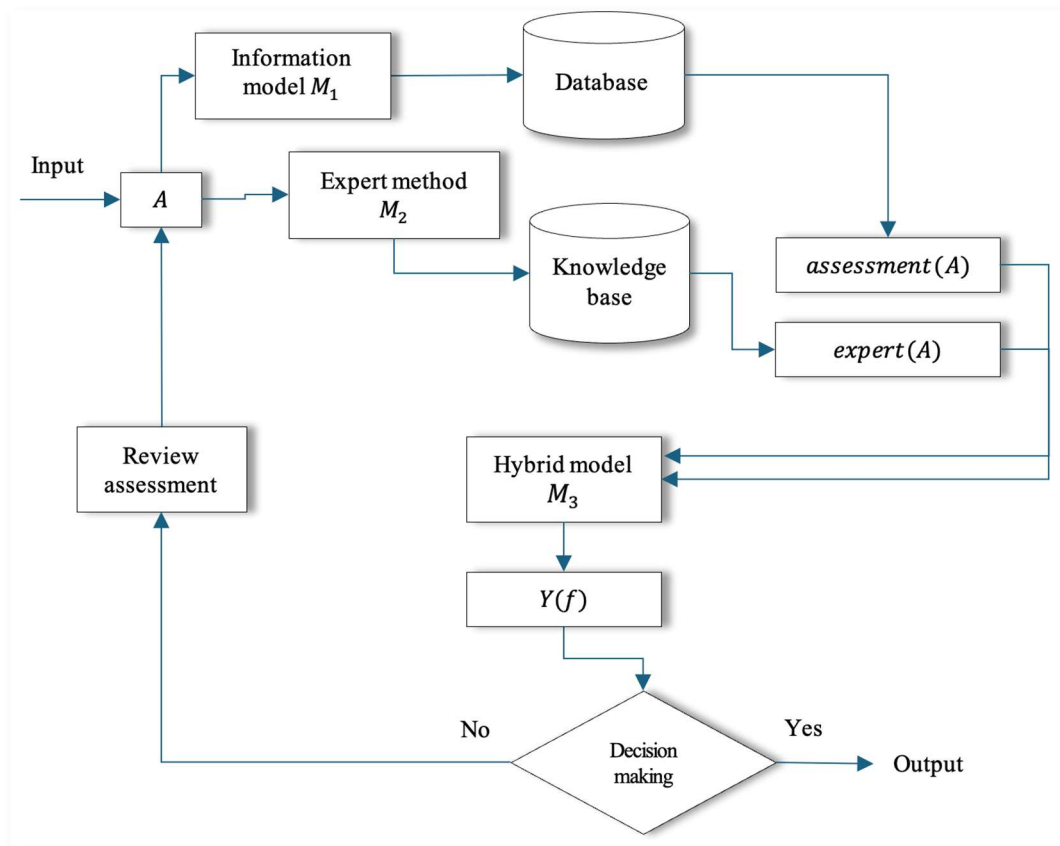 Information
model M₁
Database
Input
A
Expert method
M₂
Knowledge
base
assessment(A)
expert(A)
Review
assessment
Hybrid model
M₃
Y(f)
No
Yes
Decision
making
Output